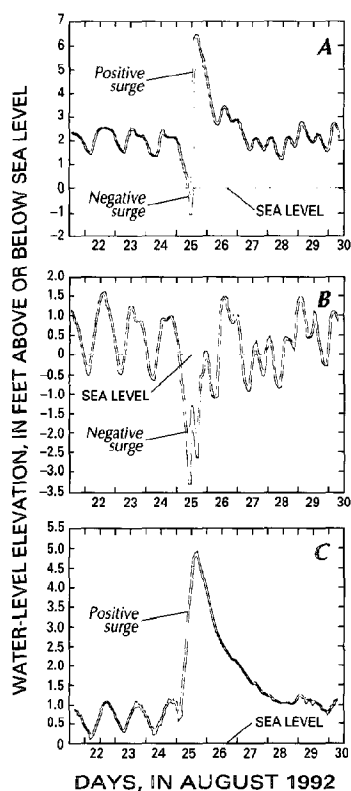 WATER-LEVEL ELEVATION, IN FEET ABOVE OR BELOW SEA LEVEL
7
6
5
4
3
2
1
0
−1
−2
A
Positive
surge
Negative
surge
SEA LEVEL
22 23 24 25 26 27 28 29 30
2.0
1.5
1.0
0.5
0
−0.5
−1.0
−1.5
−2.0
−2.5
−3.0
−3.5
B
SEA LEVEL
Negative
surge
22 23 24 25 26 27 28 29 30
5.5
5.0
4.5
4.0
3.5
3.0
2.5
2.0
1.5
1.0
0.5
0
C
Positive
surge
SEA LEVEL
22 23 24 25 26 27 28 29 30
DAYS, IN AUGUST 1992